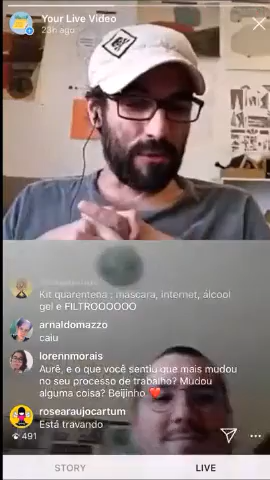 Your Live Video
23h ago
Kit quarentena : máscara, internet, álcool
gel e FILTROOOOOO
arnaldomazzo
caiu
lorennmorais
Aurê, e o que você sentiu que mais mudou
no seu processo de trabalho? Mudou
alguma coisa? Beijinho ❤️
rosearaujocartum
Está travando
491
STORY LIVE